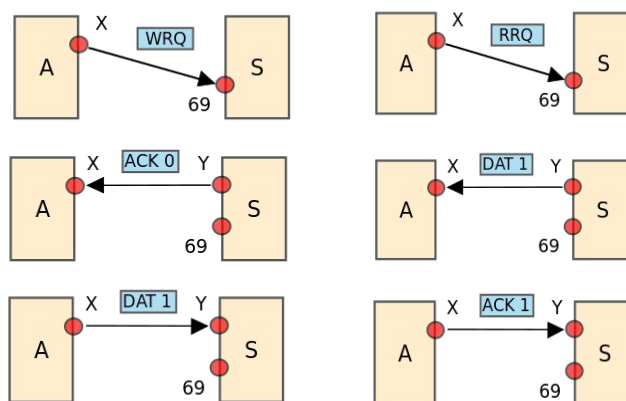 X WRQ
A S
69
X RRQ
A S
69
X ACK 0 Y
A S
69
X DAT 1 Y
A S
69
X DAT 1 Y
A S
69
X ACK 1 Y
A S
69